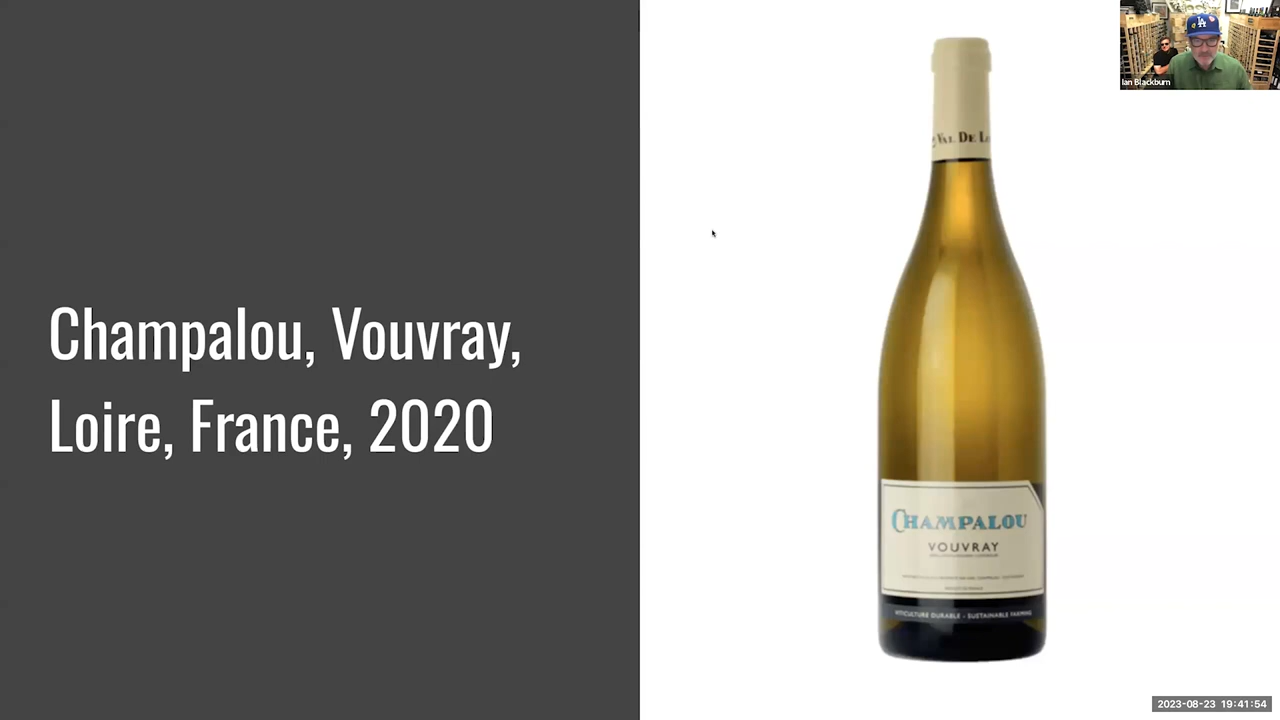 Champalou, Vouvray,
Loire, France, 2020
VAL DE L
CHAMPALOU
VOUVRAY
VITICULTURE DURABLE - SUSTAINABLE FARMING
LA
Ian Blackburn
2023-08-23 19:41:54